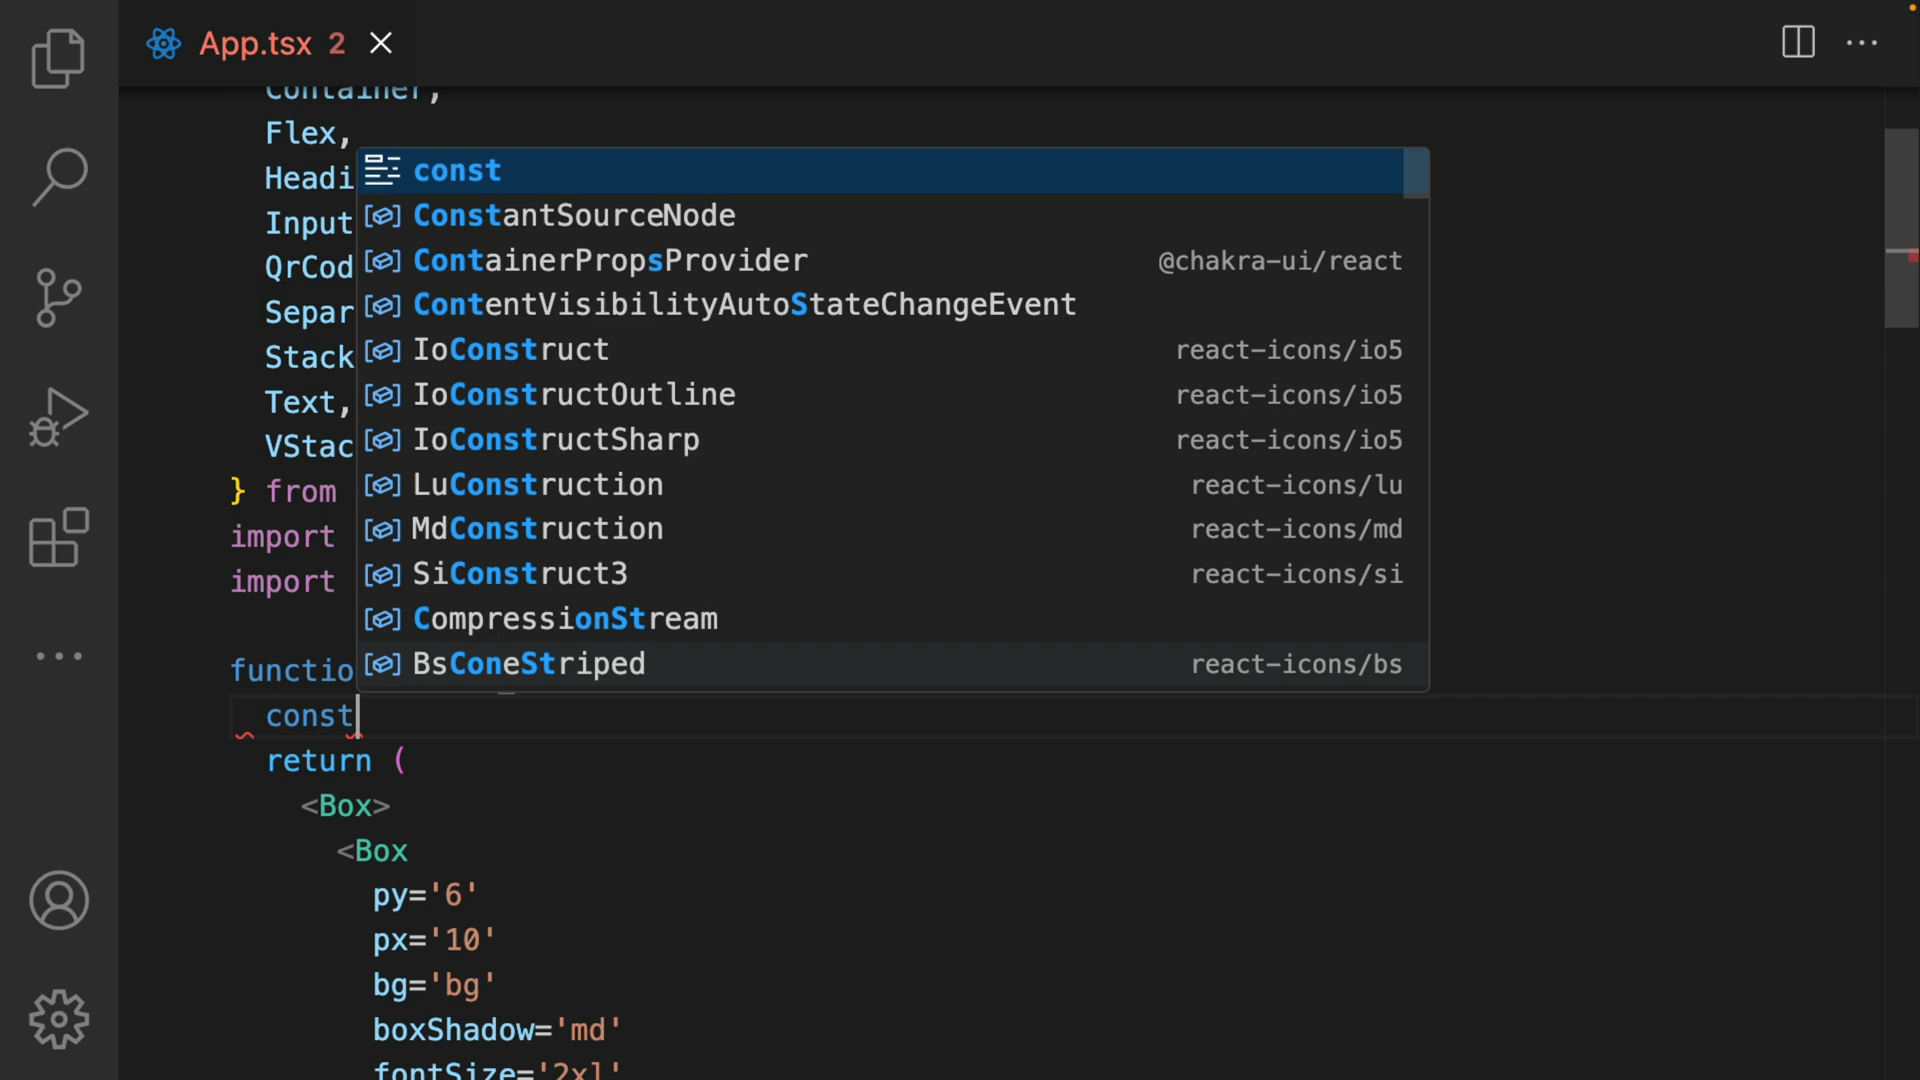 App.tsx 2
Container,
Flex,
Headi
Input
QrCod
Separ
Stack
Text,
VStac
} from
import
import
const
ConstantSourceNode
ContainerPropsProvider @chakra-ui/react
ContentVisibilityAutoStateChangeEvent
IoConstruct react-icons/io5
IoConstructOutline react-icons/io5
IoConstructSharp react-icons/io5
LuConstruction react-icons/lu
MdConstruction react-icons/md
SiConstruct3 react-icons/si
CompressionStream
BsConeStriped react-icons/bs
functio
const
return (
<Box>
<Box
py='6'
px='10'
bg='bg'
boxShadow='md'
fontSize='2xl'